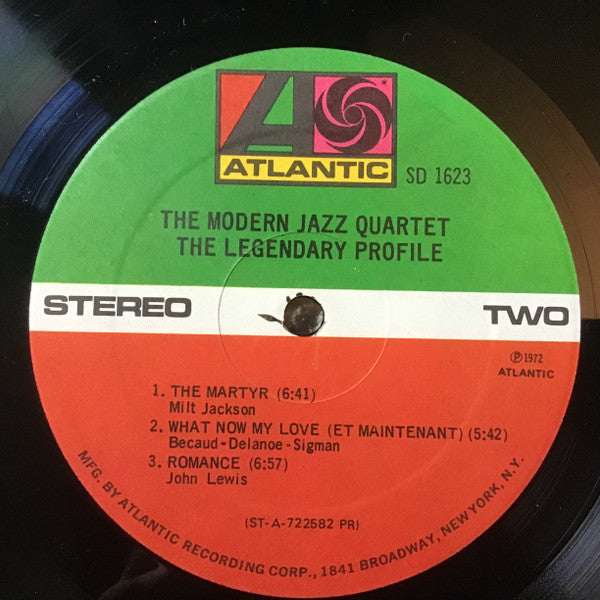 ATLANTIC
SD 1623
THE MODERN JAZZ QUARTET
THE LEGENDARY PROFILE
STEREO
TWO
℗ 1972
ATLANTIC
1. THE MARTYR (6:41)
Milt Jackson
2. WHAT NOW MY LOVE (ET MAINTENANT) (5:42)
Becaud-Delanoe-Sigman
3. ROMANCE (6:57)
John Lewis
(ST-A-722582 PR)
MFG. BY ATLANTIC RECORDING CORP., 1841 BROADWAY, NEW YORK, N.Y.